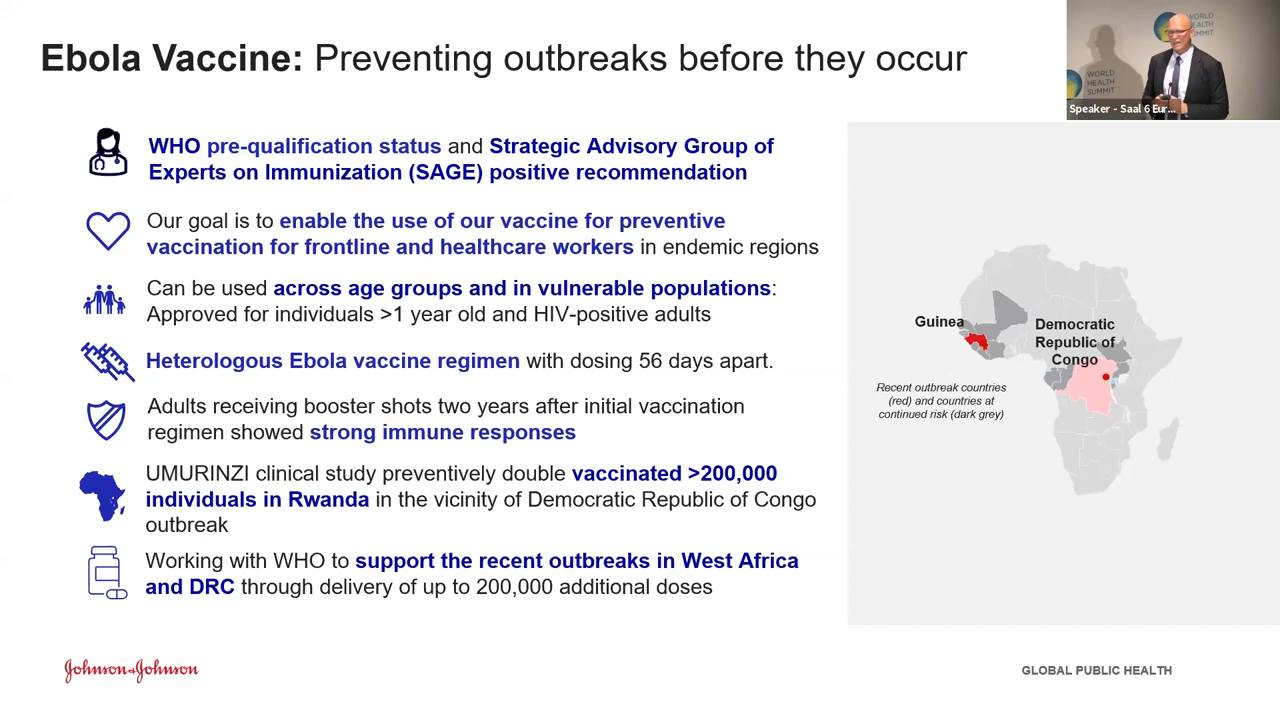 Ebola Vaccine: Preventing outbreaks before they occur
WORLD
HEALTH
SUMMIT
WORLD
HEALTH
SUMMIT
Speaker - Saal 6 Eur...
WHO pre-qualification status and Strategic Advisory Group of
Experts on Immunization (SAGE) positive recommendation
Our goal is to enable the use of our vaccine for preventive
vaccination for frontline and healthcare workers in endemic regions
Can be used across age groups and in vulnerable populations:
Approved for individuals >1 year old and HIV-positive adults
Heterologous Ebola vaccine regimen with dosing 56 days apart.
Adults receiving booster shots two years after initial vaccination
regimen showed strong immune responses
UMURINZI clinical study preventively double vaccinated >200,000
individuals in Rwanda in the vicinity of Democratic Republic of Congo
outbreak
Working with WHO to support the recent outbreaks in West Africa
and DRC through delivery of up to 200,000 additional doses
Guinea
Democratic
Republic of
Congo
Recent outbreak countries
(red) and countries at
continued risk (dark grey)
Johnson & Johnson
GLOBAL PUBLIC HEALTH